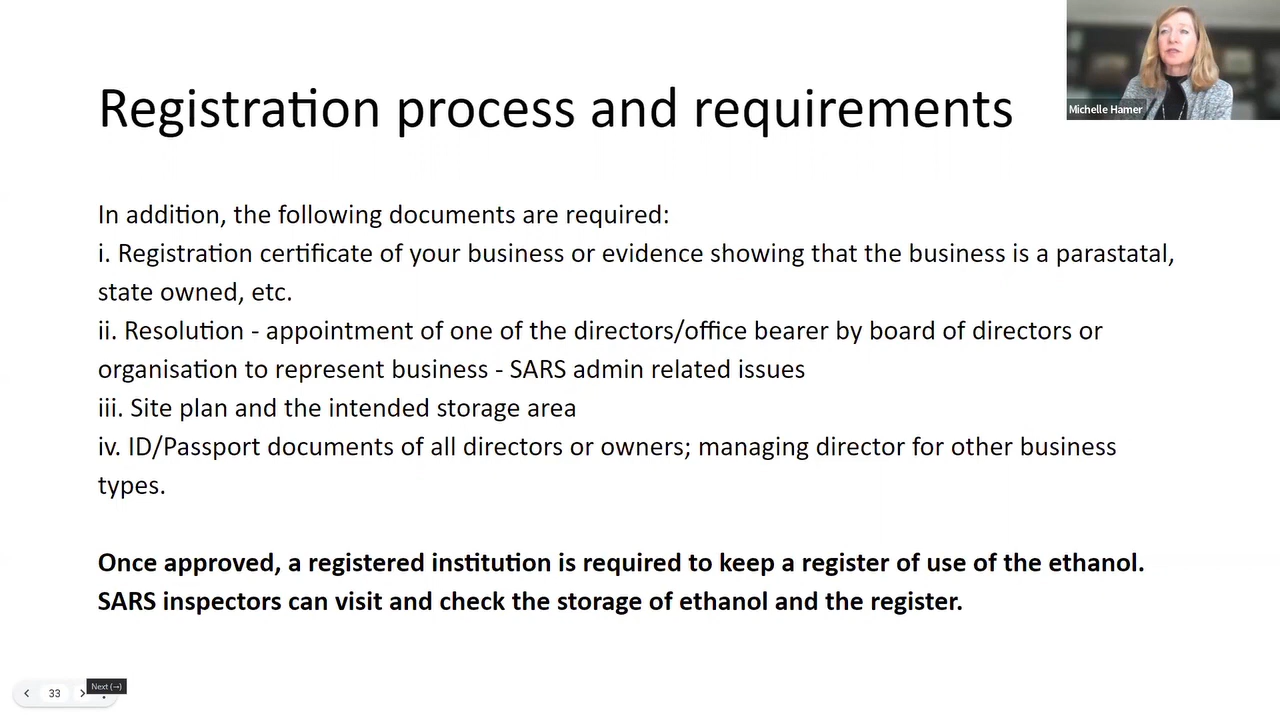 Registration process and requirements
Michelle Hamer
In addition, the following documents are required:
i. Registration certificate of your business or evidence showing that the business is a parastatal,
state owned, etc.
ii. Resolution - appointment of one of the directors/office bearer by board of directors or
organisation to represent business - SARS admin related issues
iii. Site plan and the intended storage area
iv. ID/Passport documents of all directors or owners; managing director for other business
types.
Once approved, a registered institution is required to keep a register of use of the ethanol.
SARS inspectors can visit and check the storage of ethanol and the register.
33
Next (→)